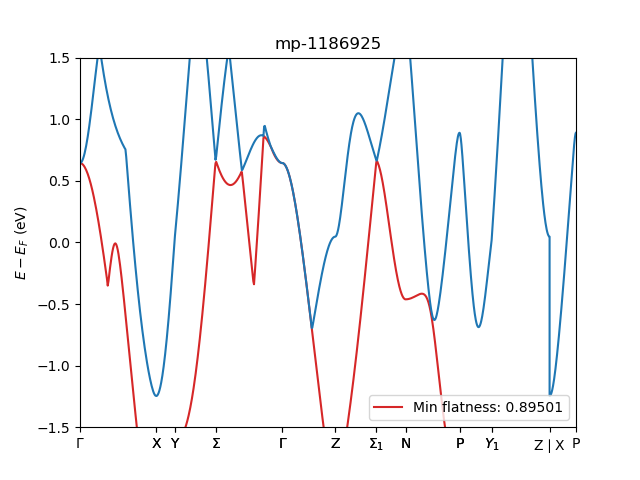 mp-1186925
E − E_F (eV)
1.5
1.0
0.5
0.0
−0.5
−1.0
−1.5
Min flatness: 0.89501
Γ X Y Σ Γ Z Σ₁ N P Y₁ Z | X P